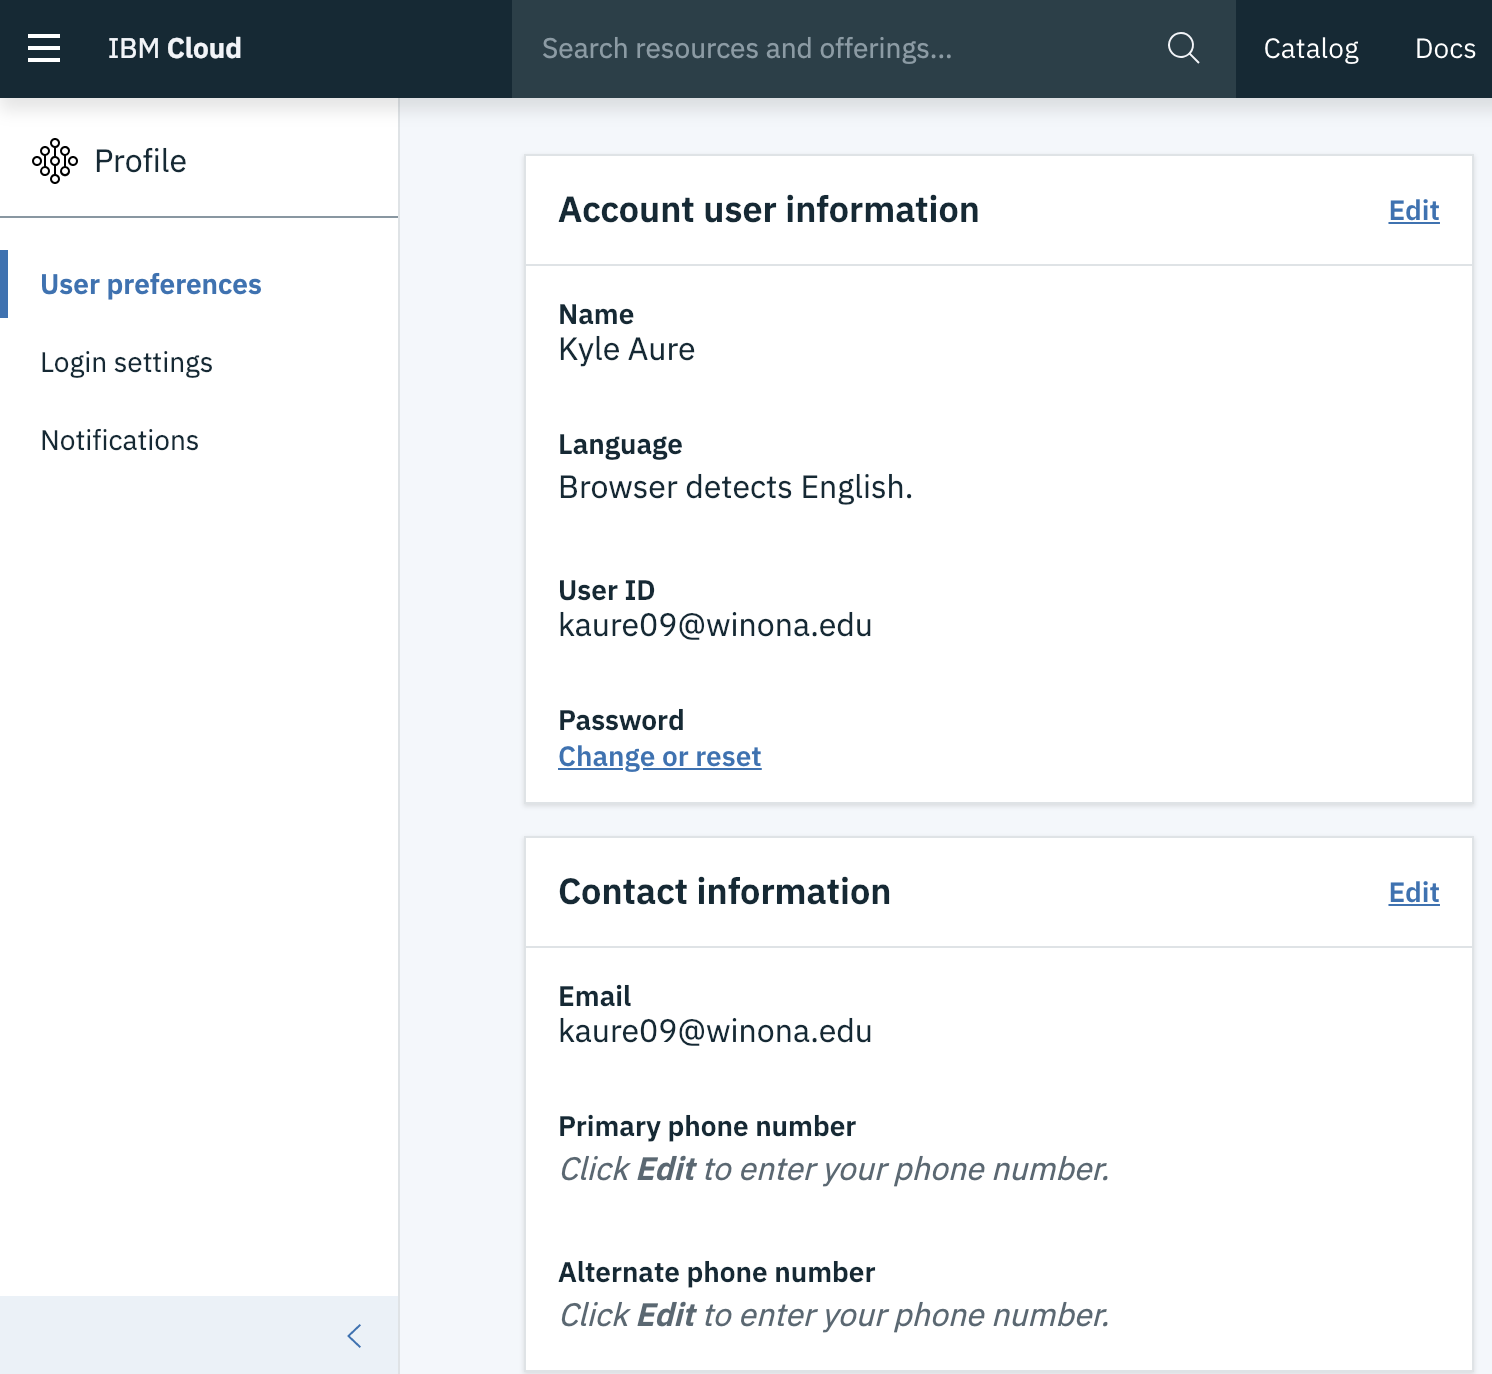 IBM Cloud
Search resources and offerings...
Catalog
Docs
Profile
User preferences
Login settings
Notifications
Account user information
Edit
Name
Kyle Aure
Language
Browser detects English.
User ID
kaure09@winona.edu
Password
Change or reset
Contact information
Edit
Email
kaure09@winona.edu
Primary phone number
Click Edit to enter your phone number.
Alternate phone number
Click Edit to enter your phone number.